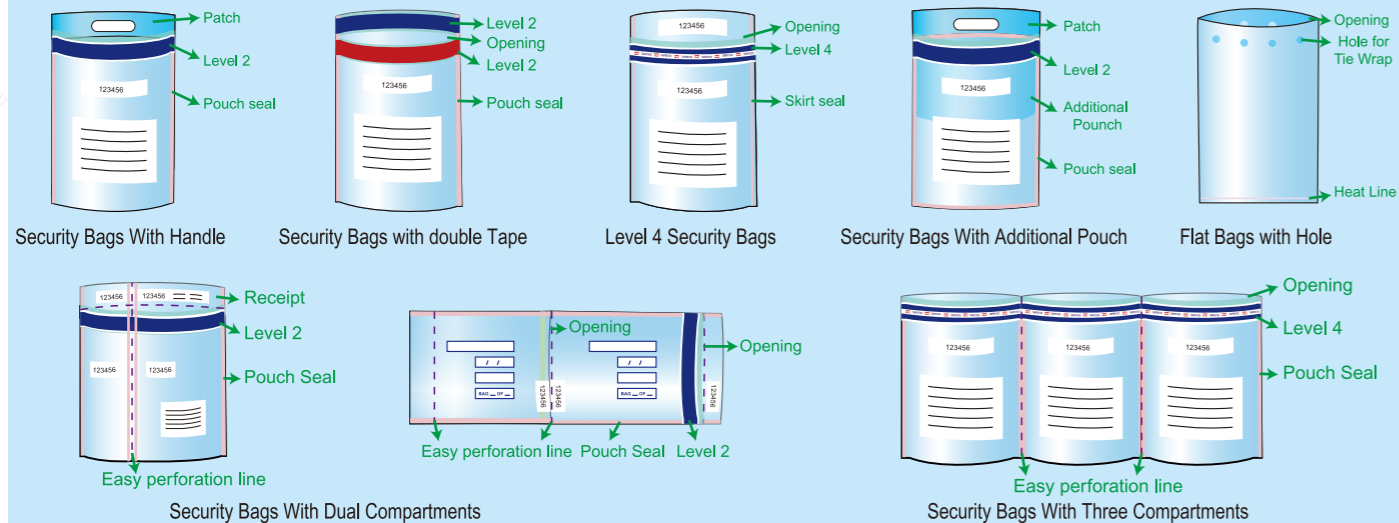 Patch
Level 2
Pouch seal
123456
Security Bags With Handle
Level 2
Opening
Level 2
Pouch seal
123456
Security Bags with double Tape
123456
Opening
Level 4
Skirt seal
123456
Level 4 Security Bags
Patch
Level 2
123456
Additional
Pounch
Pouch seal
Security Bags With Additional Pouch
Opening
Hole for
Tie Wrap
Heat Line
Flat Bags with Hole
123456 123456
Receipt
Level 2
123456 123456
Pouch Seal
Easy perforation line
Opening
Opening
/ /
BAG _ OF _
123456
123456
/ /
BAG _ OF _
123456
Easy perforation line Pouch Seal Level 2
Security Bags With Dual Compartments
Opening
Level 4
123456 123456 123456
Pouch Seal
Easy perforation line
Security Bags With Three Compartments